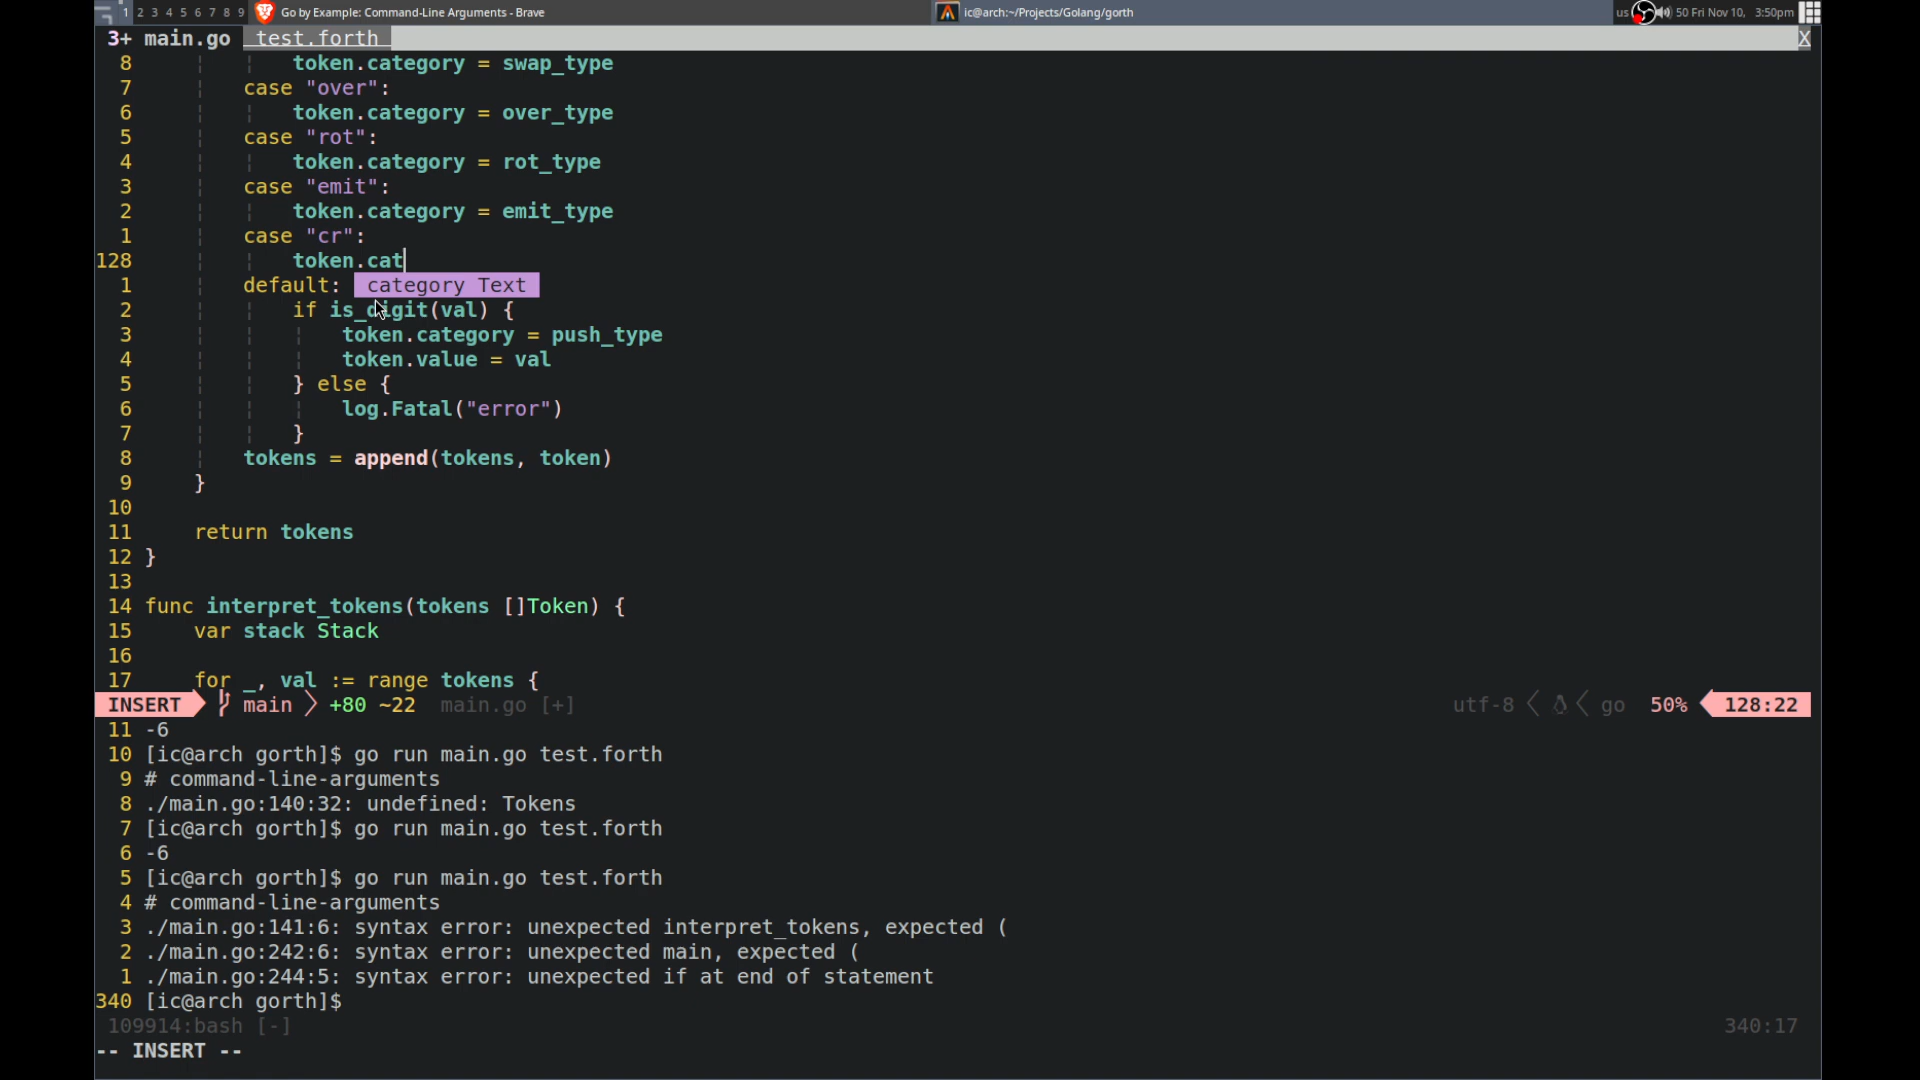 1 2 3 4 5 6 7 8 9 Go by Example: Command-Line Arguments - Brave ic@arch:~/Projects/Golang/gorth us 50 Fri Nov 10, 3:50pm
3+ main.go test.forth X
8 token.category = swap_type
7 case "over":
6 token.category = over_type
5 case "rot":
4 token.category = rot_type
3 case "emit":
2 token.category = emit_type
1 case "cr":
128 token.cat
1 default: category Text
2 if is_digit(val) {
3 token.category = push_type
4 token.value = val
5 } else {
6 log.Fatal("error")
7 }
8 tokens = append(tokens, token)
9 }
10
11 return tokens
12 }
13
14 func interpret_tokens(tokens []Token) {
15 var stack Stack
16
17 for _, val := range tokens {
INSERT main +80 ~22 main.go [+] utf-8 go 50% 128:22
11 -6
10 [ic@arch gorth]$ go run main.go test.forth
9 # command-line-arguments
8 ./main.go:140:32: undefined: Tokens
7 [ic@arch gorth]$ go run main.go test.forth
6 -6
5 [ic@arch gorth]$ go run main.go test.forth
4 # command-line-arguments
3 ./main.go:141:6: syntax error: unexpected interpret_tokens, expected (
2 ./main.go:242:6: syntax error: unexpected main, expected (
1 ./main.go:244:5: syntax error: unexpected if at end of statement
340 [ic@arch gorth]$
109914:bash [-] 340:17
-- INSERT --